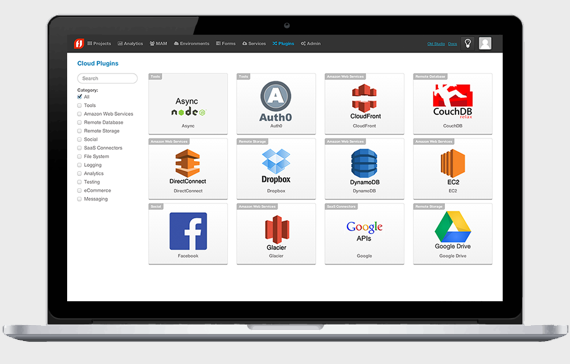 Projects Analytics MAM Environments Forms Services Plugins Admin
Cloud Plugins
Search
Category:
All
Tools
Amazon Web Services
Remote Database
Remote Storage
Social
SaaS Connectors
File System
Logging
Analytics
Testing
eCommerce
Messaging
Tools
Async
node
Async
Tools
Auth0
Auth0
Amazon Web Services
CloudFront
CloudFront
Remote Database
CouchDB
relax
CouchDB
Amazon Web Services
DirectConnect
DirectConnect
Remote Storage
Dropbox
Dropbox
Amazon Web Services
DynamoDB
DynamoDB
Amazon Web Services
EC2
EC2
Social
f
Facebook
Amazon Web Services
Glacier
Glacier
SaaS Connectors
Google
APIs
Google
Remote Storage
Google Drive
Google Drive